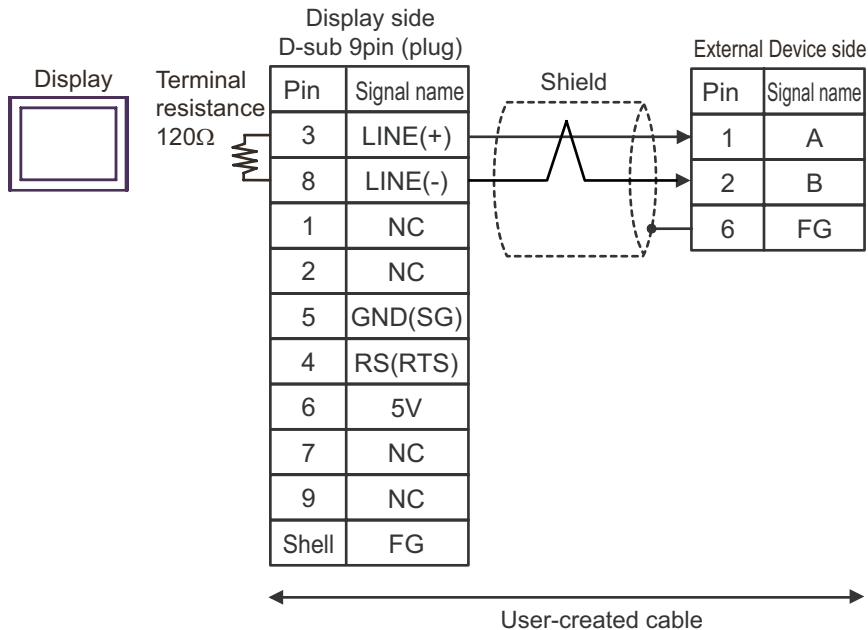 Display side
D-sub 9pin (plug)
External Device side
Display
Terminal
resistance
120Ω
Shield
Pin Signal name
3 LINE(+)
8 LINE(-)
1 NC
2 NC
5 GND(SG)
4 RS(RTS)
6 5V
7 NC
9 NC
Shell FG
Pin Signal name
1 A
2 B
6 FG
User-created cable